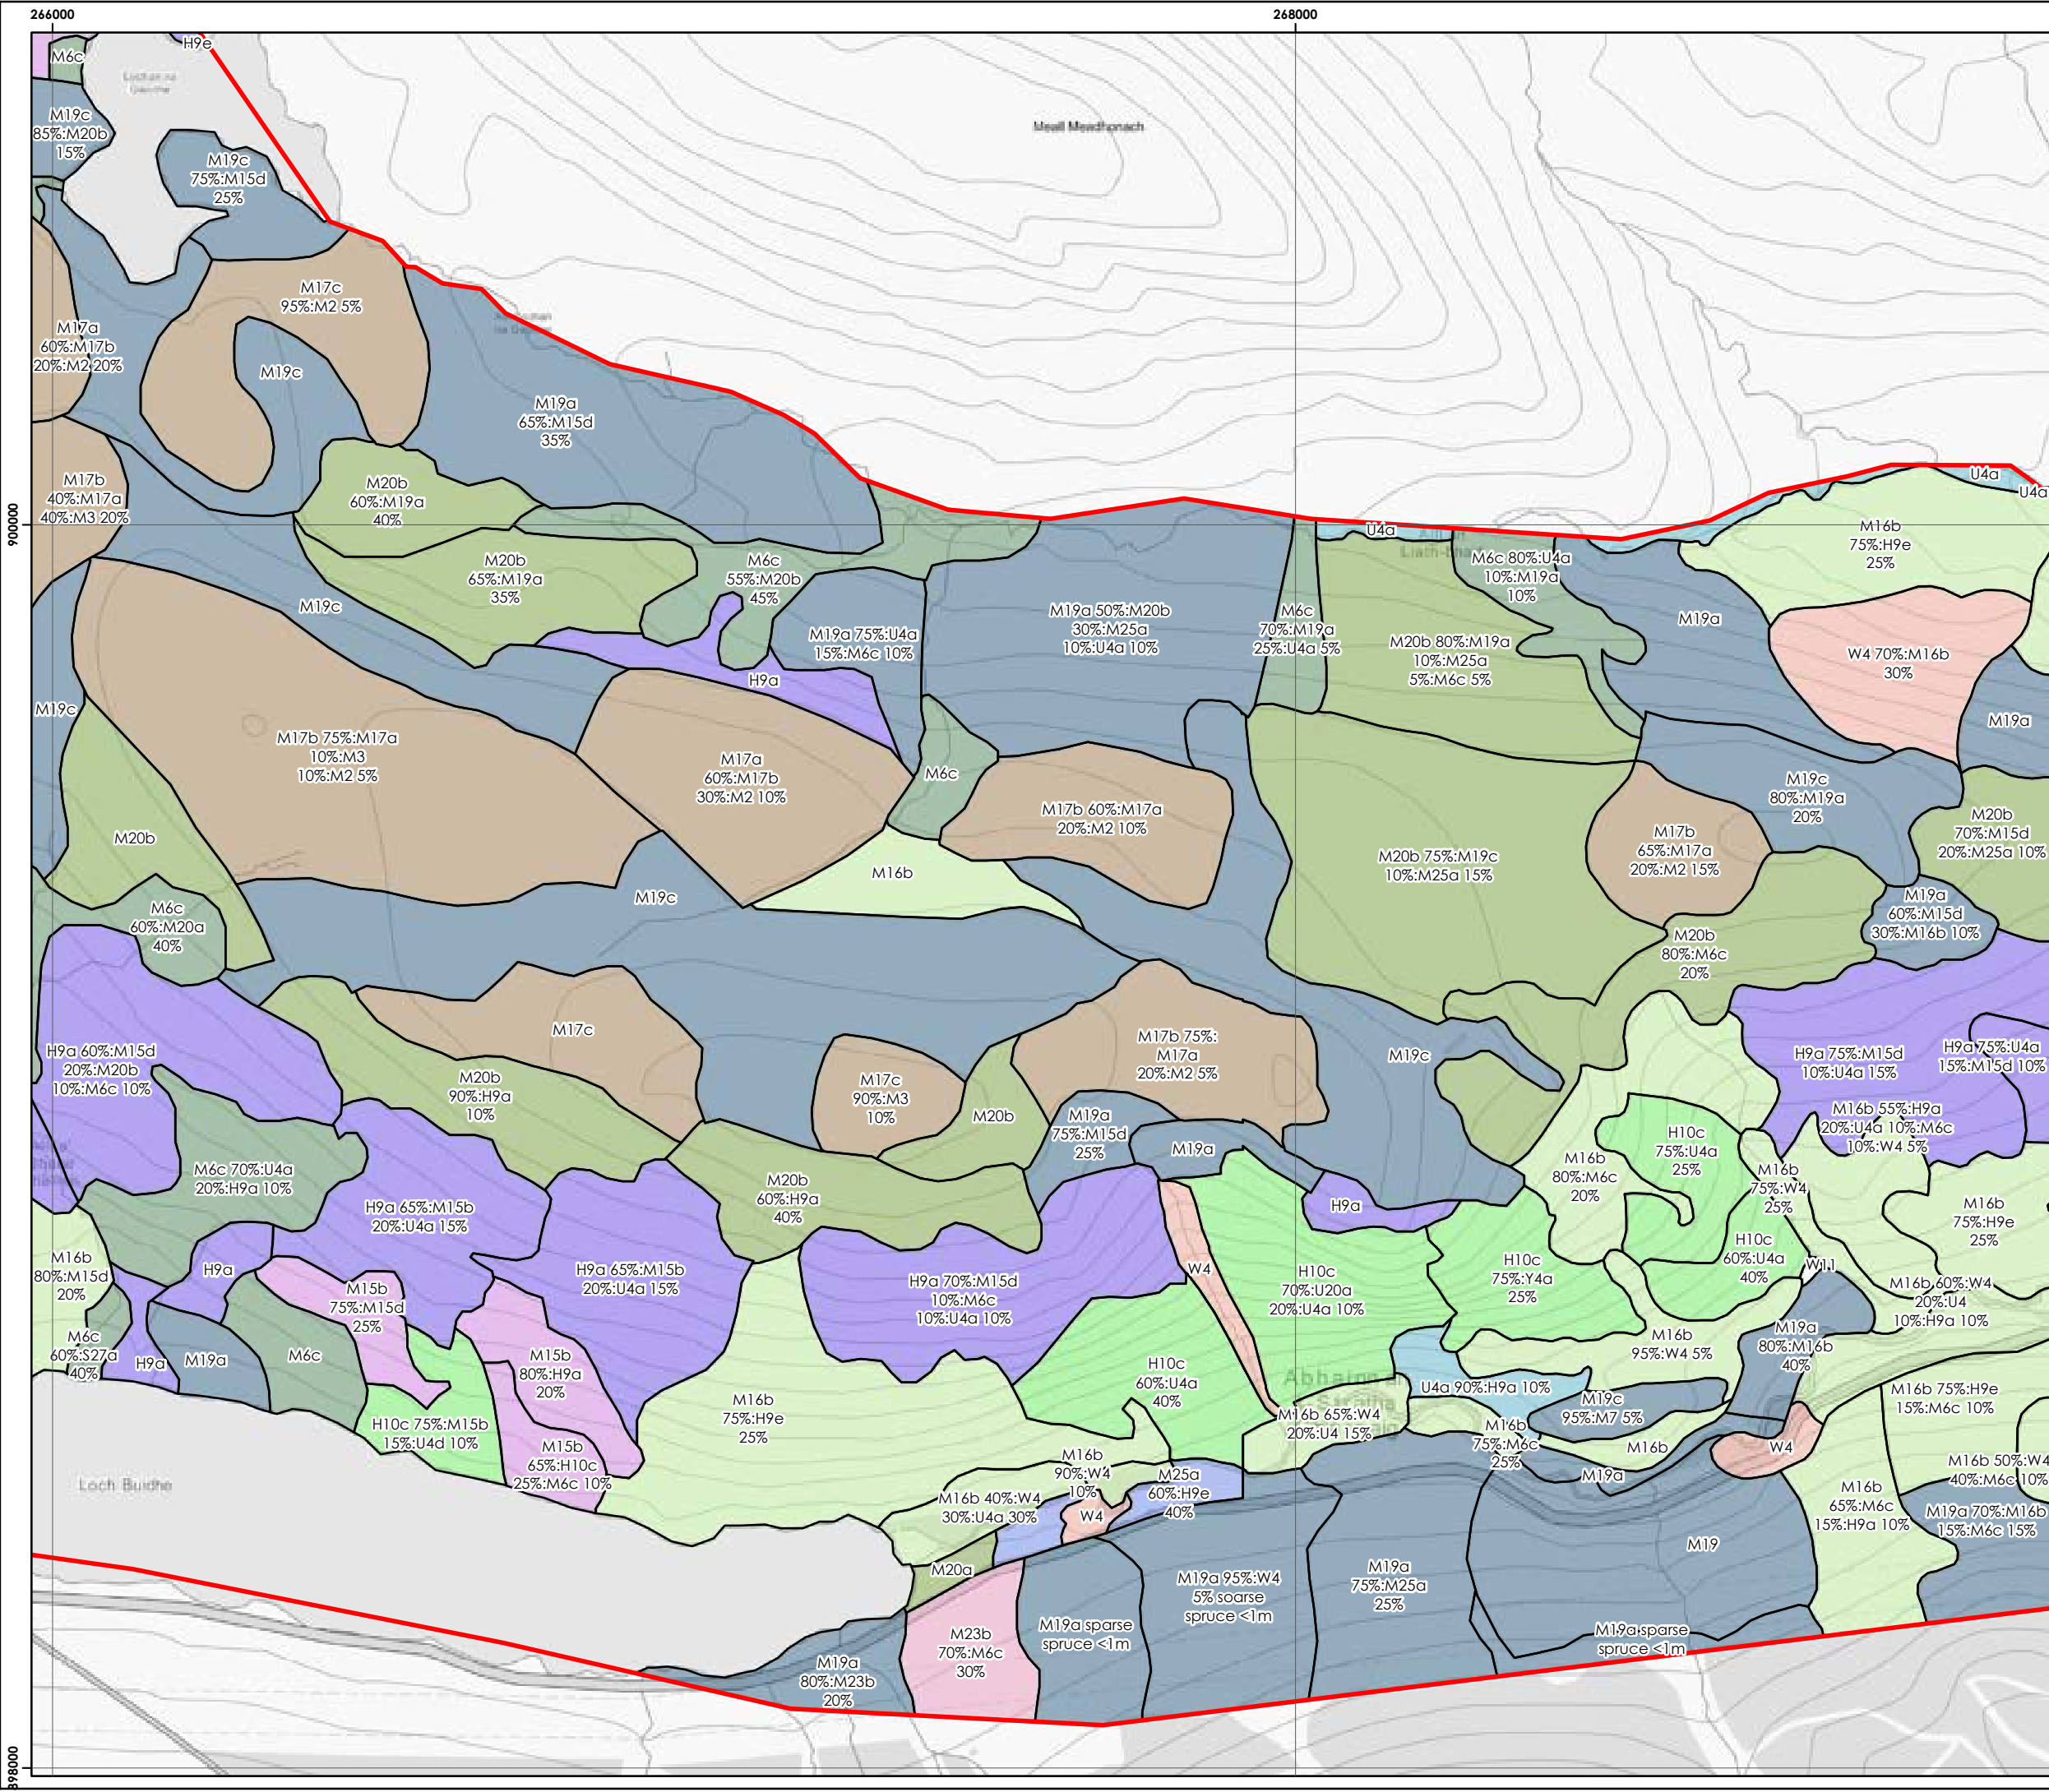 266000
268000
H9e
M6c
Meall Meadhonach
M19c
85%:M20b
15%
M19c
75%:M15d
25%
M17c
95%:M2 5%
M17a
60%:M17b
20%:M2 20%
M19c
M19a
65%:M15d
35%
M17b
40%:M17a
40%:M3 20%
M20b
60%:M19a
40%
U4a
U4a
U4a
900000
M16b
75%:H9e
25%
M20b
65%:M19a
35%
M6c
55%:M20b
45%
M6c 80%:U4a
10%:M19a
10%
M19c
M19a 75%:U4a
15%:M6c 10%
M19a 50%:M20b
30%:M25a
10%:U4a 10%
M6c
70%:M19a
25%:U4a 5%
M20b 80%:M19a
10%:M25a
5%:M6c 5%
M19a
W4 70%:M16b
30%
H9a
M19c
M19a
M17b 75%:M17a
10%:M3
10%:M2 5%
M17a
60%:M17b
30%:M2 10%
M6c
M17b 60%:M17a
20%:M2 10%
M19c
80%:M19a
20%
M20b
M16b
M20b 75%:M19c
10%:M25a 15%
M17b
65%:M17a
20%:M2 15%
M20b
70%:M15d
20%:M25a 10%
M6c
60%:M20a
40%
M19c
M20b
80%:M6c
20%
M19a
60%:M15d
30%:M16b 10%
M17c
H9a 60%:M15d
20%:M20b
10%:M6c 10%
M20b
90%:H9a
10%
M17c
90%:M3
10%
M20b
M17b 75%:
M17a
20%:M2 5%
M19c
H9a 75%:M15d
10%:U4a 15%
H9a 75%:U4a
15%:M15d 10%
M19a
75%:M15d
25%
M19a
M16b 55%:H9a
20%:U4a 10%:M6c
10%:W4 5%
H10c
75%:U4a
25%
M6c 70%:U4a
20%:H9a 10%
H9a 65%:M15b
20%:U4a 15%
M20b
60%:H9a
40%
H9a
M16b
80%:M6c
20%
M16b
75%:W4
25%
M16b
75%:H9e
25%
M16b
80%:M15d
20%
H9a
H9a 65%:M15b
20%:U4a 15%
H9a 70%:M15d
10%:M6c
10%:U4a 10%
W4
H10c
70%:U20a
20%:U4a 10%
H10c
75%:Y4a
25%
H10c
60%:U4a
40%
W11
M16b 60%:W4
20%:U4
10%:H9a 10%
M15b
75%:M15d
25%
M6c
60%:S27a
40%
H9a
M19a
M6c
M15b
80%:H9a
20%
H10c
60%:U4a
40%
M16b
95%:W4 5%
M19a
80%:M16b
40%
U4a 90%:H9a 10%
M19c
95%:M7 5%
M16b 75%:H9e
15%:M6c 10%
H10c 75%:M15b
15%:U4d 10%
M16b
75%:H9e
25%
M16b 65%:W4
20%:U4 15%
M16b
75%:M6c
25%
M16b
W4
M15b
65%:H10c
25%:M6c 10%
M16b
90%:W4
10%
M25a
60%:H9e
40%
M19a
M16b 50%:W4
40%:M6c 10%
Loch Buidhe
M16b 40%:W4
30%:U4a 30%
W4
M16b
65%:M6c
15%:H9a 10%
M19a 70%:M16b
15%:M6c 15%
M20a
M19
M19a 95%:W4
5% soarse
spruce <1m
M19a
75%:M25a
25%
M23b
70%:M6c
30%
M19a sparse
spruce <1m
M19a sparse
spruce <1m
M19a
80%:M23b
20%
898000